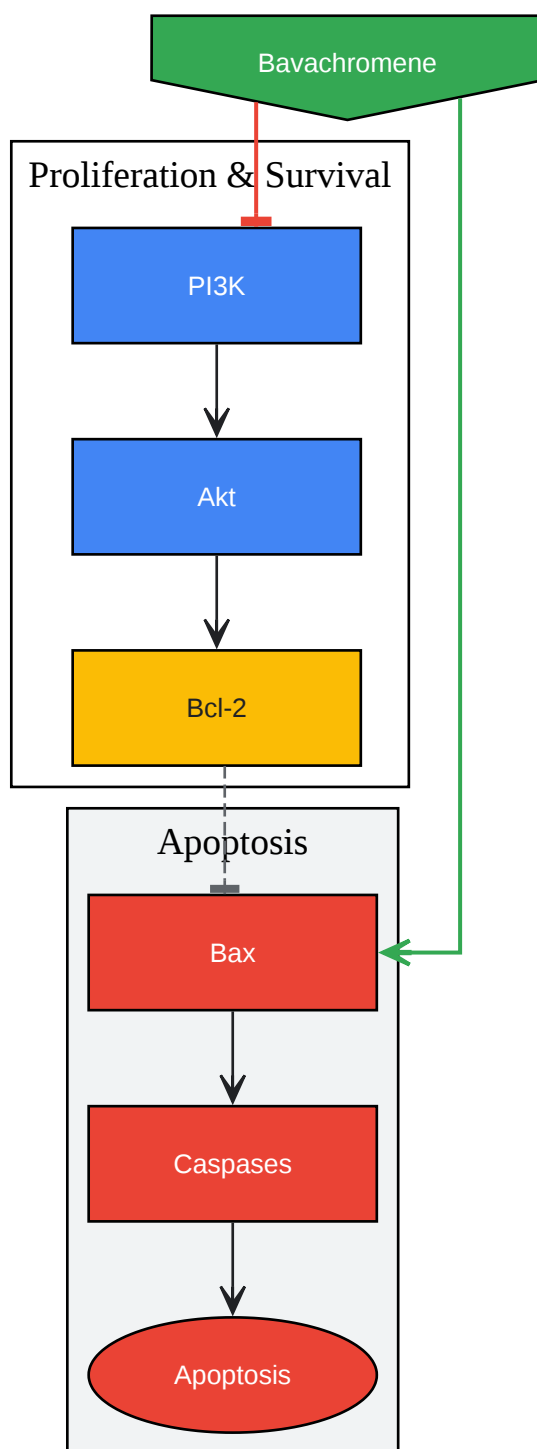 Bavachromene
Proliferation & Survival
PI3K
Akt
Bcl-2
Apoptosis
Bax
Caspases
Apoptosis